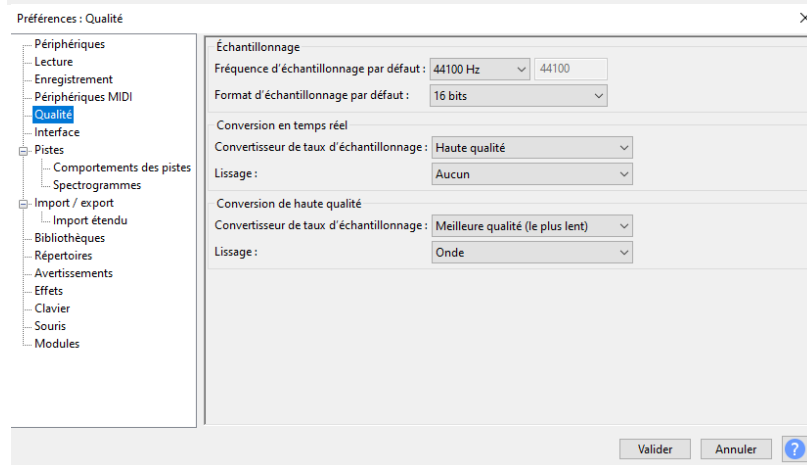 Préférences : Qualité
Périphériques
Lecture
Enregistrement
Périphériques MIDI
Qualité
Interface
Pistes
Comportements des pistes
Spectrogrammes
Import / export
Import étendu
Bibliothèques
Répertoires
Avertissements
Effets
Clavier
Souris
Modules
Échantillonnage
Fréquence d'échantillonnage par défaut : 44100 Hz 44100
Format d'échantillonnage par défaut : 16 bits
Conversion en temps réel
Convertisseur de taux d'échantillonnage : Haute qualité
Lissage : Aucun
Conversion de haute qualité
Convertisseur de taux d'échantillonnage : Meilleure qualité (le plus lent)
Lissage : Onde
Valider Annuler ?